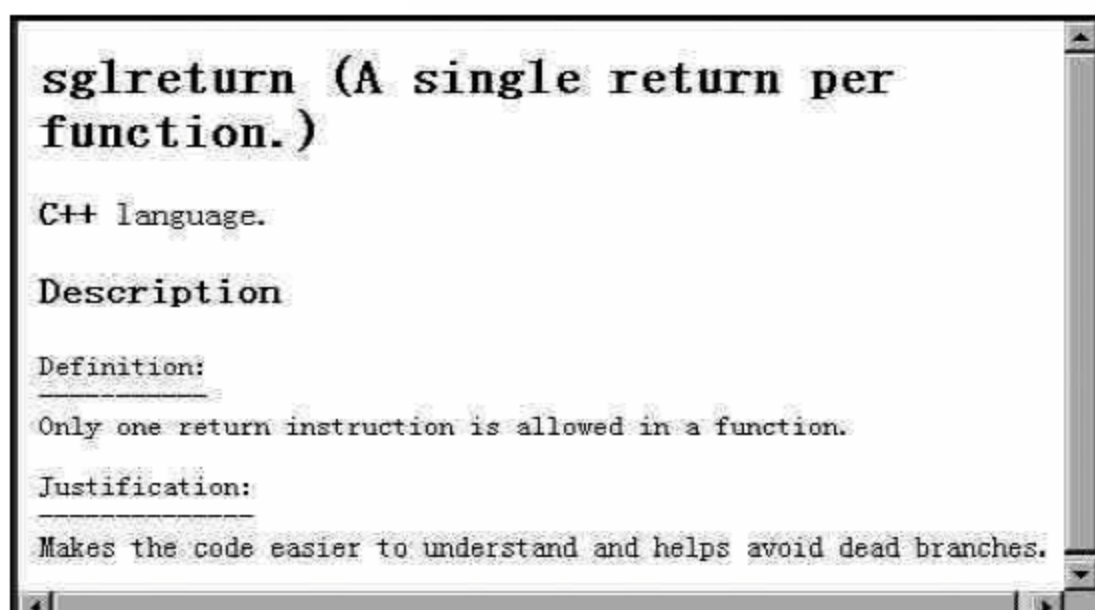 sglreturn (A single return per
function.)
C++ language.
Description
Definition:
-----------
Only one return instruction is allowed in a function.
Justification:
--------------
Makes the code easier to understand and helps avoid dead branches.